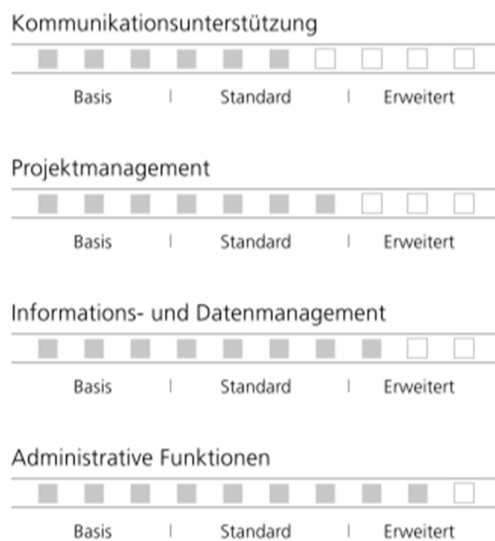 Kommunikationsunterstützung
Basis | Standard | Erweitert
Projektmanagement
Basis | Standard | Erweitert
Informations- und Datenmanagement
Basis | Standard | Erweitert
Administrative Funktionen
Basis | Standard | Erweitert